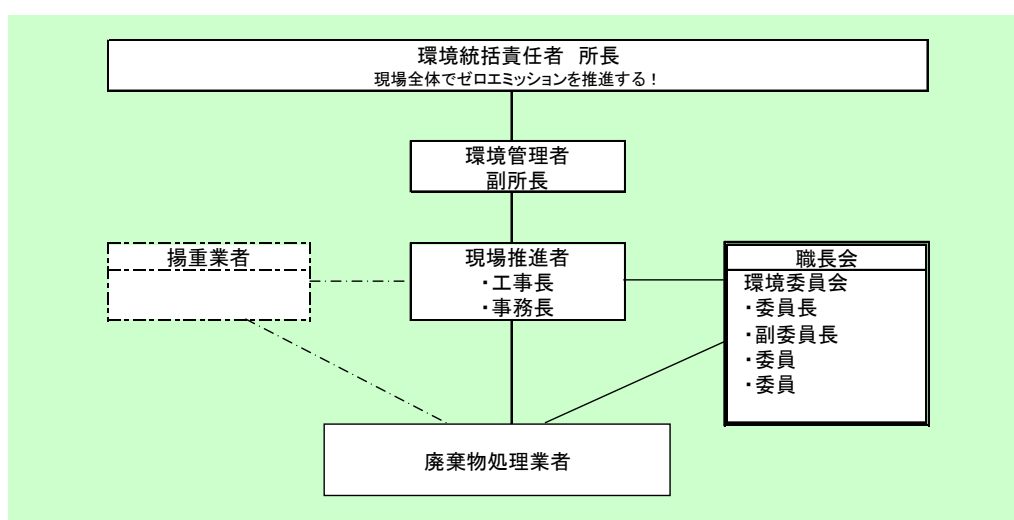 環境統括責任者　所長
現場全体でゼロエミッションを推進する！
環境管理者
副所長
揚重業者
現場推進者
・工事長
・事務長
職長会
環境委員会
・委員長
・副委員長
・委員
・委員
廃棄物処理業者